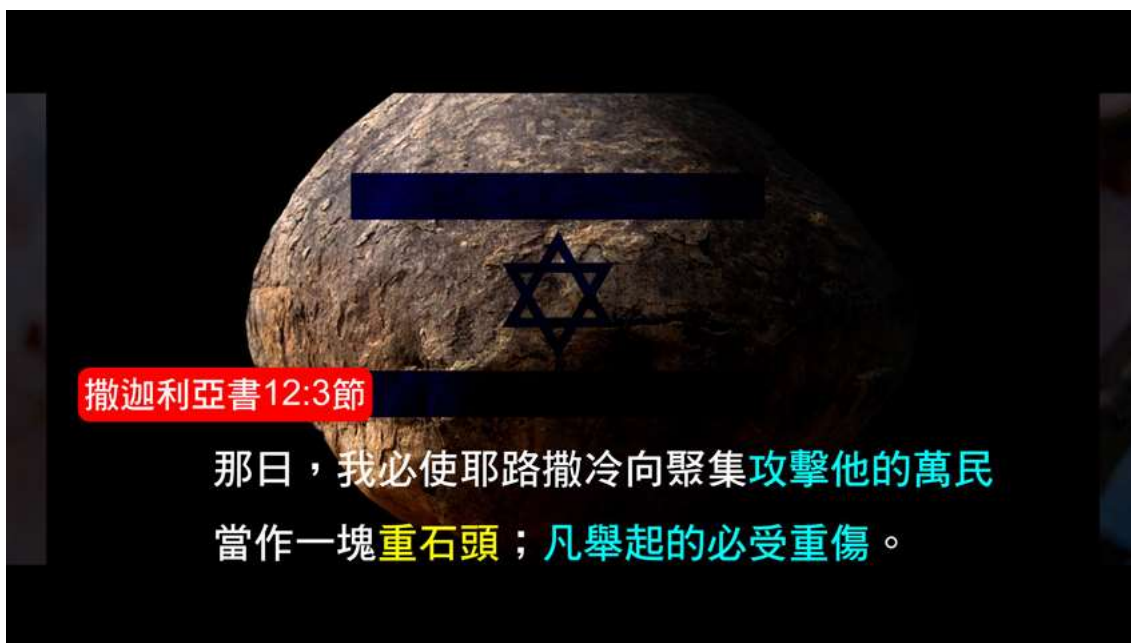 撒迦利亞書12:3節
那日，我必使耶路撒冷向聚集攻擊他的萬民
當作一塊重石頭；凡舉起的必受重傷。